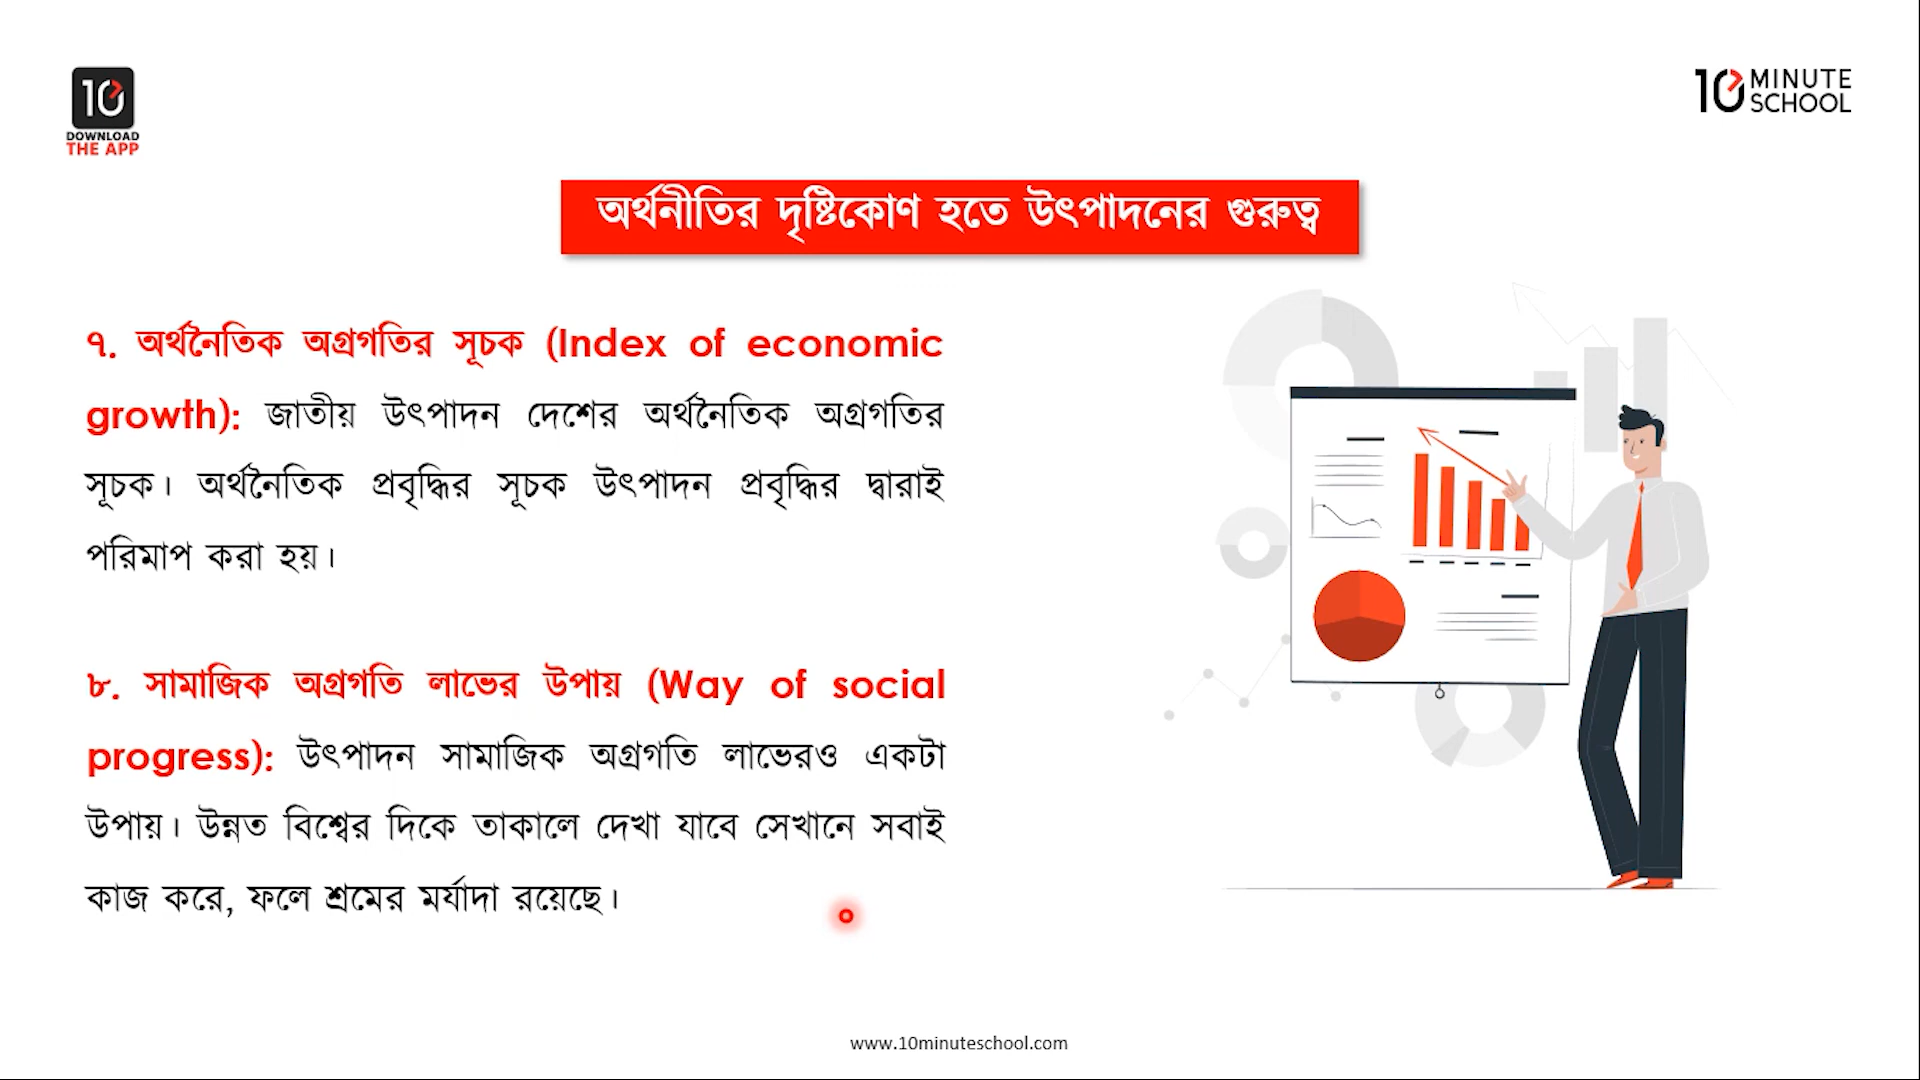 10
DOWNLOAD
THE APP
10 MINUTE
SCHOOL
অর্থনীতির দৃষ্টিকোণ হতে উৎপাদনের গুরুত্ব
৭. অর্থনৈতিক অগ্রগতির সূচক (Index of economic
growth): জাতীয় উৎপাদন দেশের অর্থনৈতিক অগ্রগতির
সূচক। অর্থনৈতিক প্রবৃদ্ধির সূচক উৎপাদন প্রবৃদ্ধির দ্বারাই
পরিমাপ করা হয়।
৮. সামাজিক অগ্রগতি লাভের উপায় (Way of social
progress): উৎপাদন সামাজিক অগ্রগতি লাভেরও একটা
উপায়। উন্নত বিশ্বের দিকে তাকালে দেখা যাবে সেখানে সবাই
কাজ করে, ফলে শ্রমের মর্যাদা রয়েছে।
www.10minuteschool.com